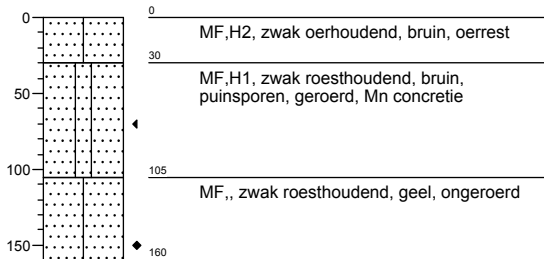 0
0
MF,H2, zwak oerhoudend, bruin, oerrest
30
MF,H1, zwak roesthoudend, bruin,
puinsporen, geroerd, Mn concretie
50
100
105
MF,, zwak roesthoudend, geel, ongeroerd
150
160